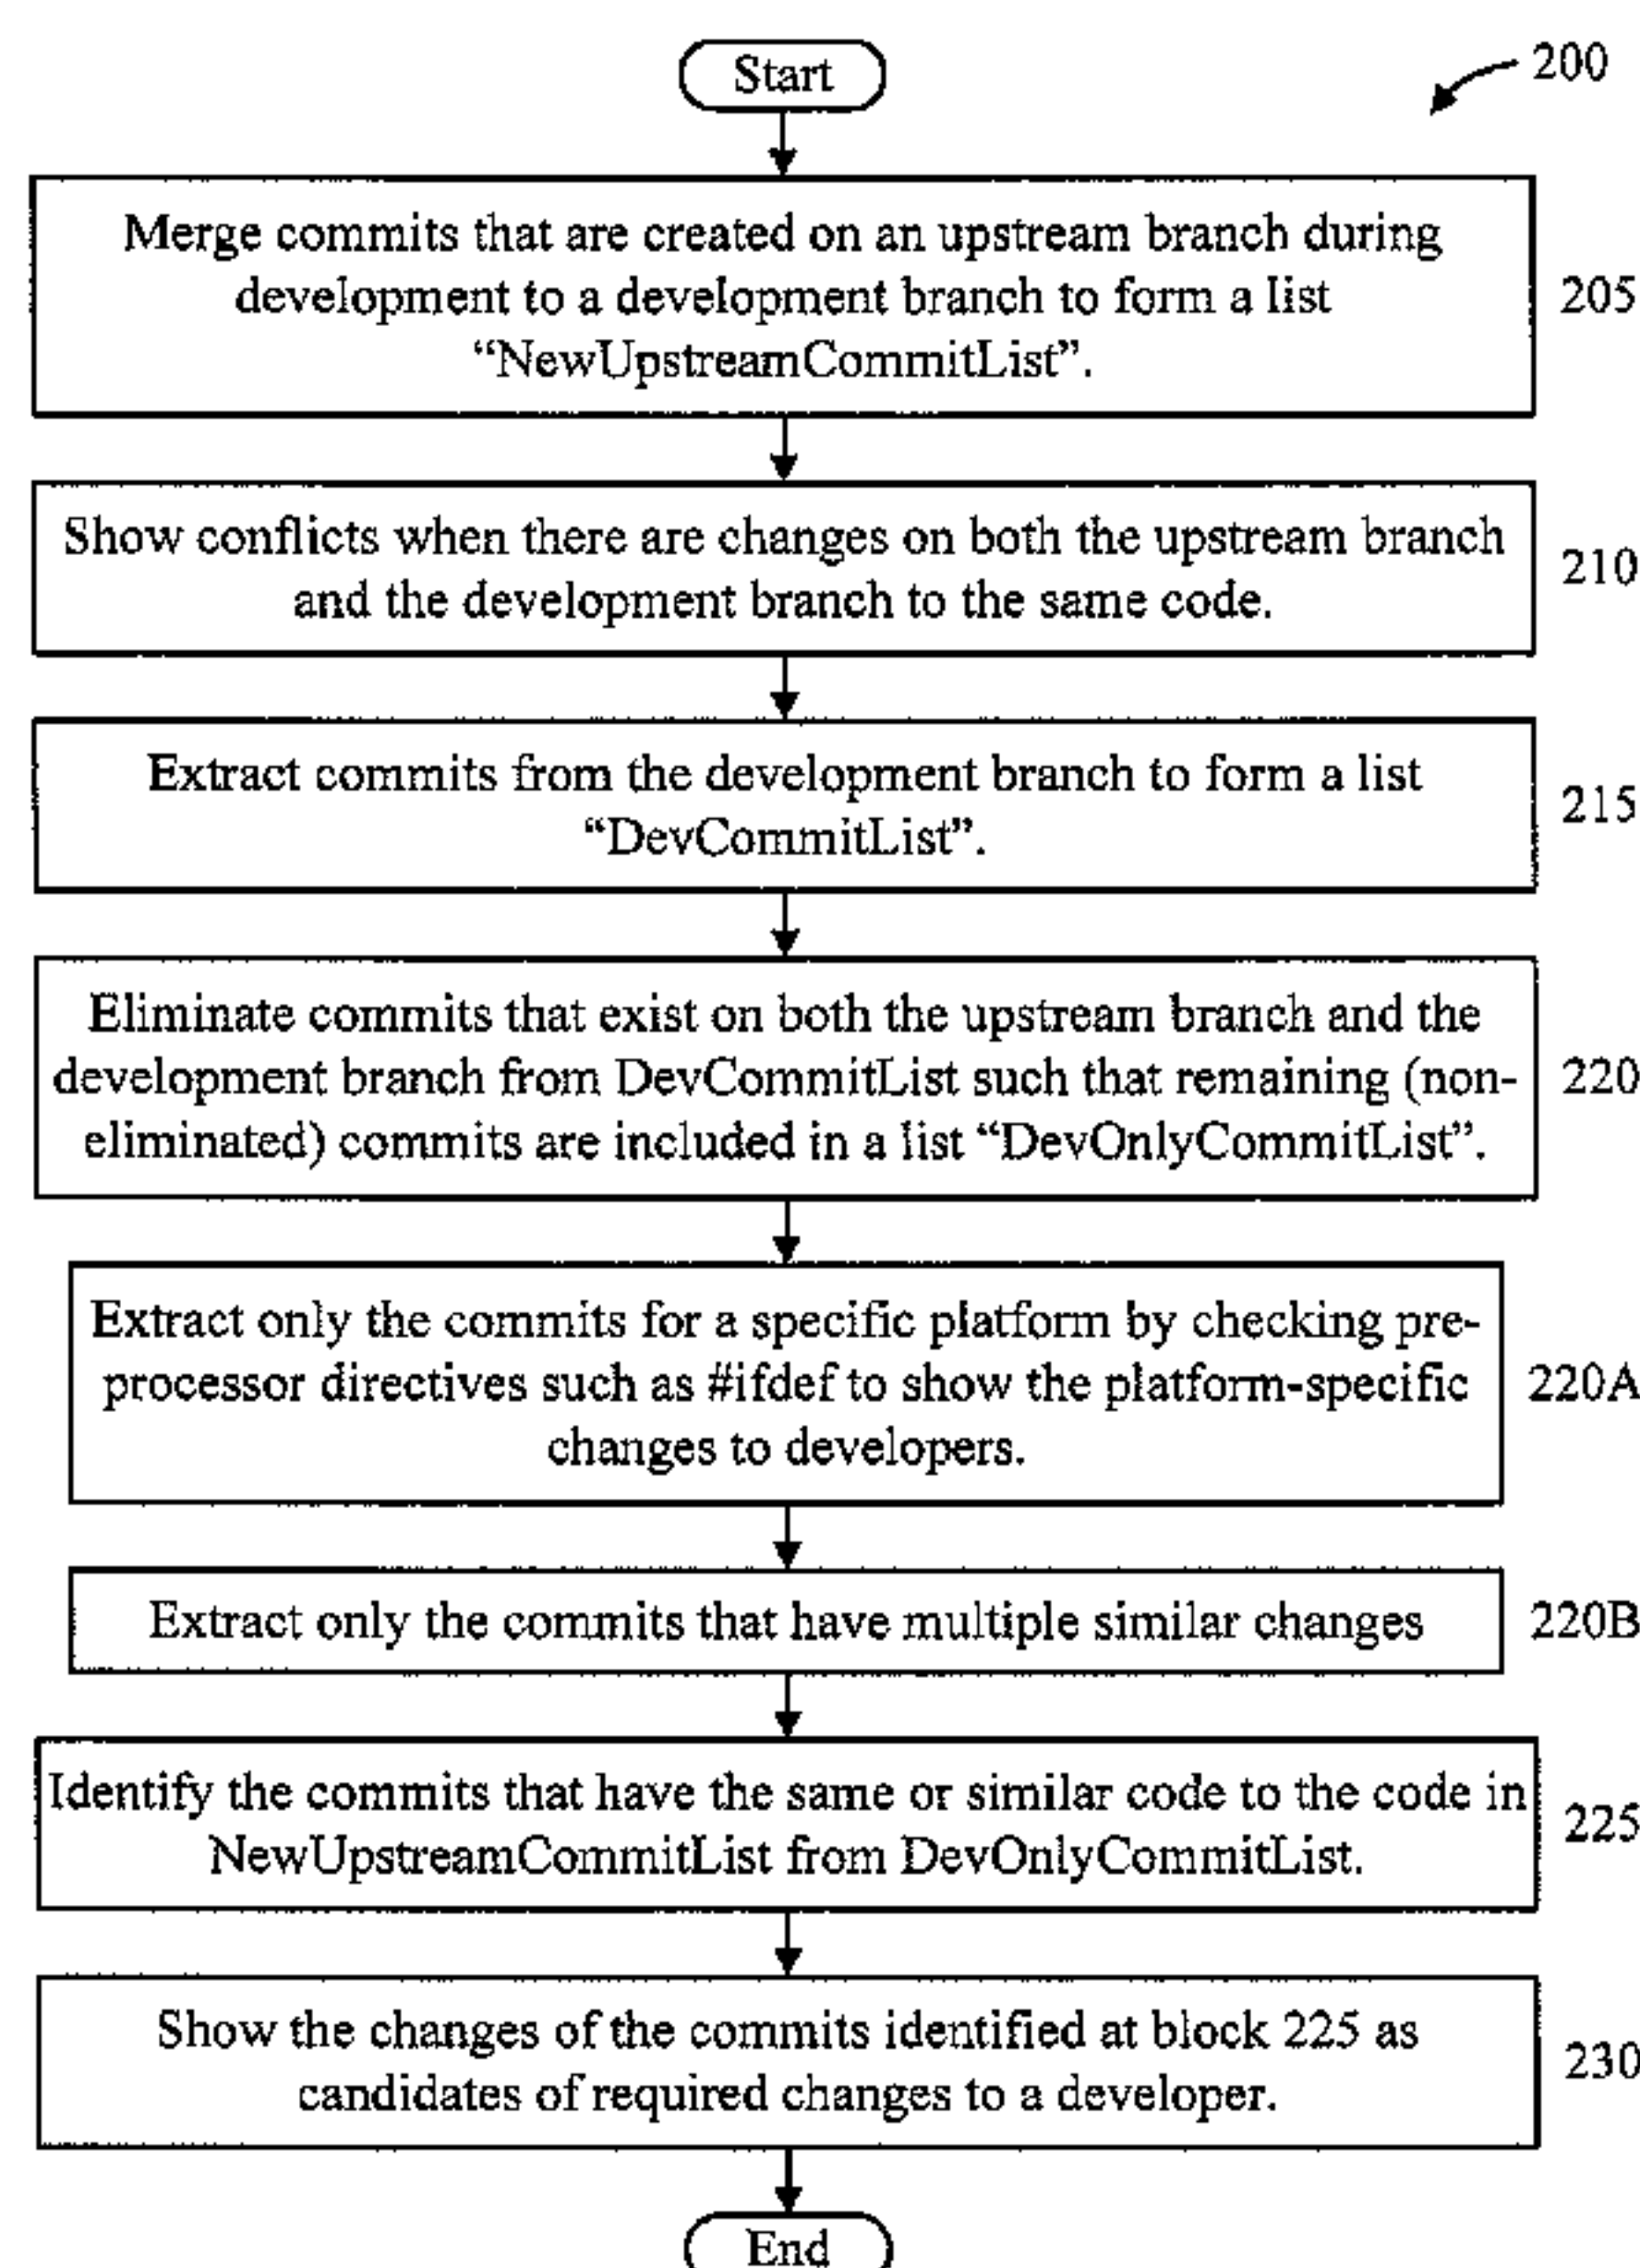 Start
200
Merge commits that are created on an upstream branch during
development to a development branch to form a list
“NewUpstreamCommitList”.
205
Show conflicts when there are changes on both the upstream branch
and the development branch to the same code.
210
Extract commits from the development branch to form a list
“DevCommitList”.
215
Eliminate commits that exist on both the upstream branch and the
development branch from DevCommitList such that remaining (non-
eliminated) commits are included in a list “DevOnlyCommitList”.
220
Extract only the commits for a specific platform by checking pre-
processor directives such as #ifdef to show the platform-specific
changes to developers.
220A
Extract only the commits that have multiple similar changes
220B
Identify the commits that have the same or similar code to the code in
NewUpstreamCommitList from DevOnlyCommitList.
225
Show the changes of the commits identified at block 225 as
candidates of required changes to a developer.
230
End